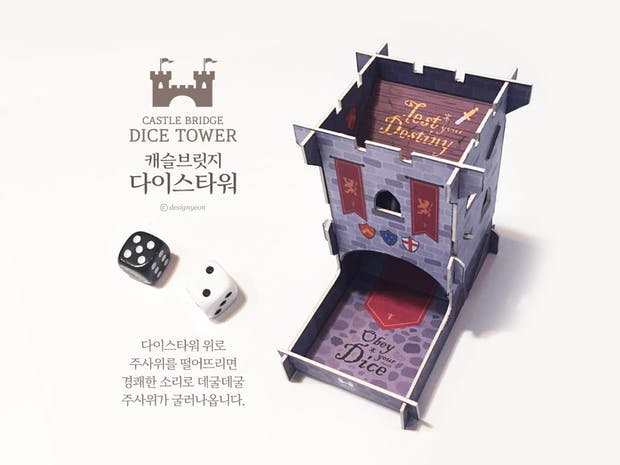 CASTLE BRIDGE
DICE TOWER
캐슬브릿지
다이스타워
ⓒ designyeon
다이스타워 위로
주사위를 떨어뜨리면
경쾌한 소리로 데굴데굴
주사위가 굴러나옵니다.
Test
your
Destiny
Obey
your
Dice